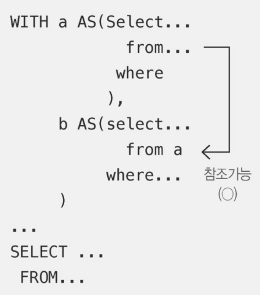 WITH a AS(Select...
from...
where
),
b AS(select...
from a
where...
참조가능
(○)
)
...
SELECT ...
FROM...